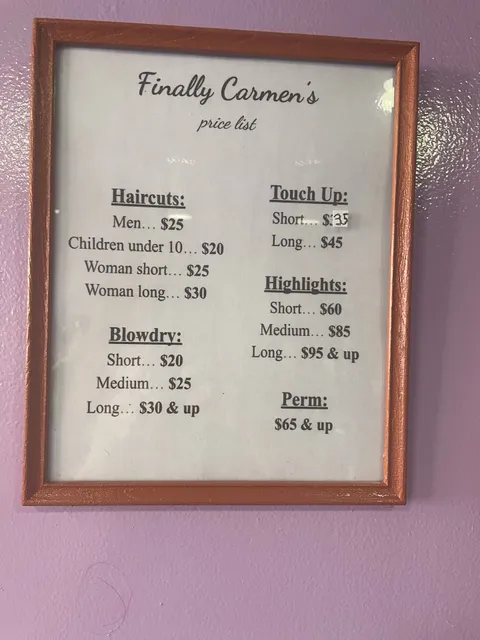 Finally Carmen's
price list
Haircuts:
Men... $25
Children under 10... $20
Woman short... $25
Woman long... $30
Blowdry:
Short... $20
Medium... $25
Long... $30 & up
Touch Up:
Short... $35
Long... $45
Highlights:
Short... $60
Medium... $85
Long... $95 & up
Perm:
$65 & up